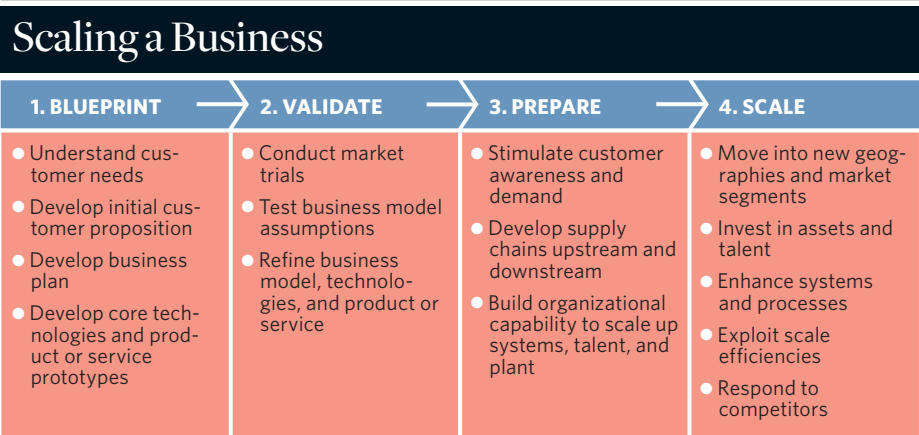 Scaling a Business
1. BLUEPRINT
2. VALIDATE
3. PREPARE
4. SCALE
Understand cus-
tomer needs
Develop initial cus-
tomer proposition
Develop business
plan
Develop core tech-
nologies and prod-
uct or service
prototypes
Conduct market
trials
Test business model
assumptions
Refine business
model, technolo-
gies, and product or
service
Stimulate customer
awareness and
demand
Develop supply
chains upstream and
downstream
Build organizational
capability to scale up
systems, talent, and
plant
Move into new geog-
raphies and market
segments
Invest in assets and
talent
Enhance systems
and processes
Exploit scale
efficiencies
Respond to
competitors